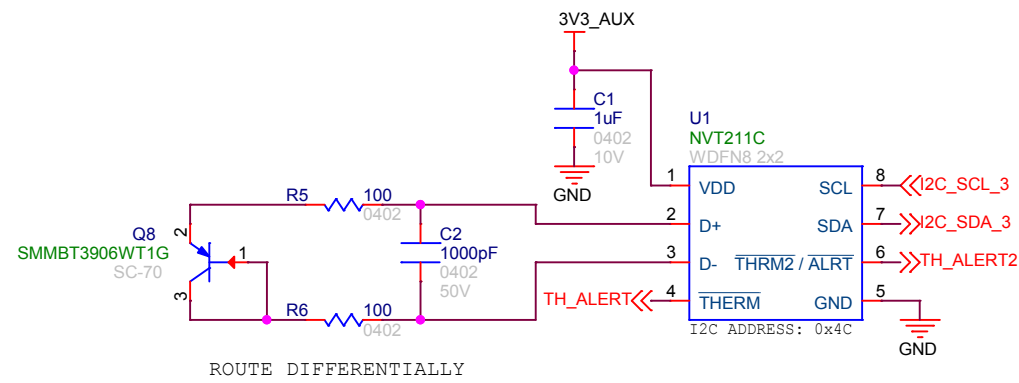 3V3_AUX
C1
1uF
0402
10V
GND
U1
NVT211C
WDFN8 2x2
1 VDD SCL 8 I2C_SCL_3
2 D+ SDA 7 I2C_SDA_3
3 D- THRM2 / ALRT 6 TH_ALERT2
TH_ALERT 4 THERM GND 5
I2C ADDRESS: 0x4C
GND
R5 100
0402
Q8
SMMBT3906WT1G
SC-70
2
1
3
C2
1000pF
0402
50V
R6 100
0402
ROUTE DIFFERENTIALLY